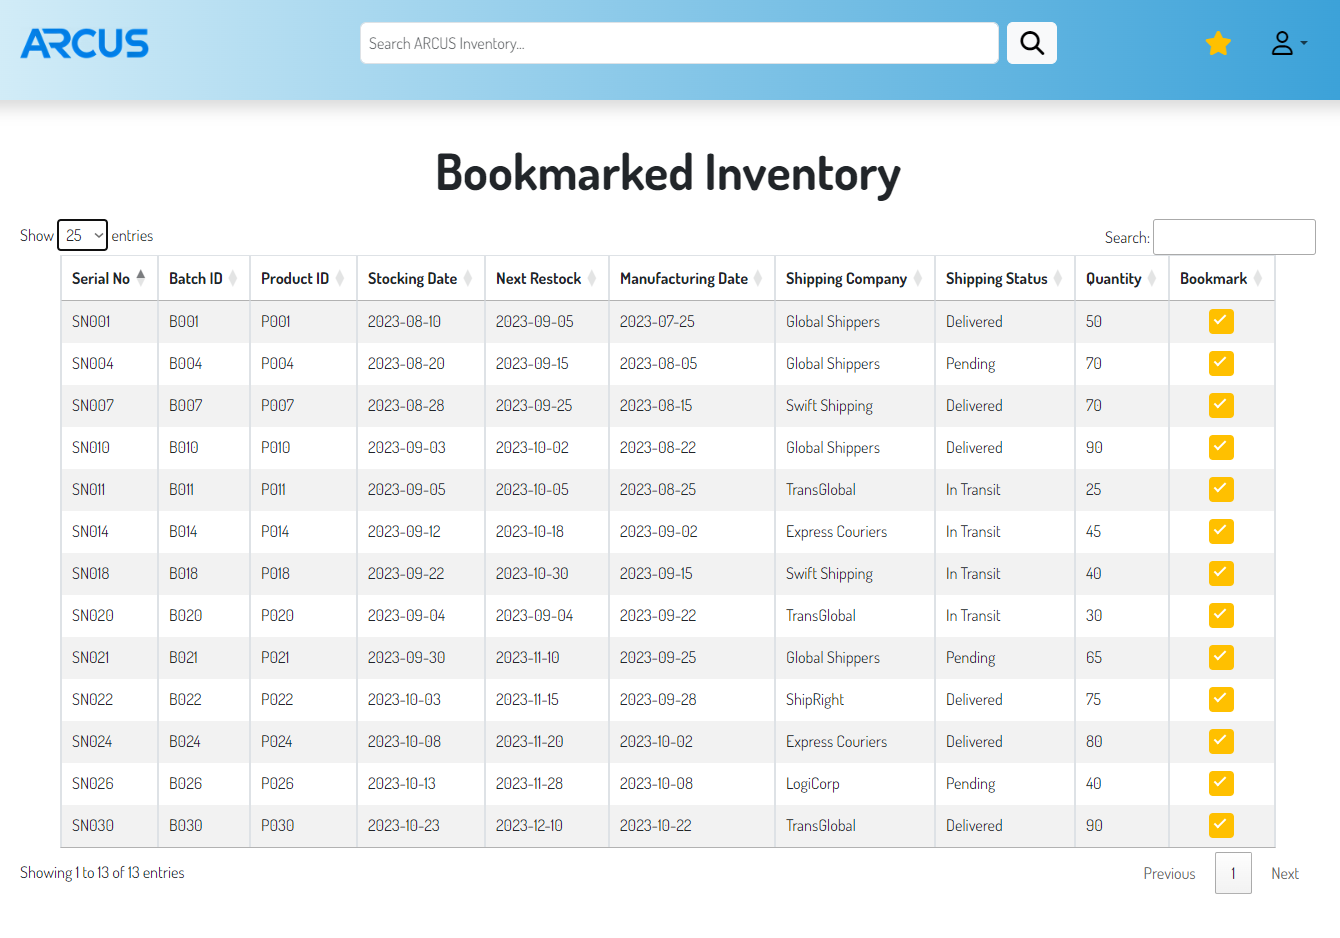 ARCUS
Search ARCUS Inventory...
Bookmarked Inventory
Show 25 entries
Search:
Serial No Batch ID Product ID Stocking Date Next Restock Manufacturing Date Shipping Company Shipping Status Quantity Bookmark
SN001 B001 P001 2023-08-10 2023-09-05 2023-07-25 Global Shippers Delivered 50
SN004 B004 P004 2023-08-20 2023-09-15 2023-08-05 Global Shippers Pending 70
SN007 B007 P007 2023-08-28 2023-09-25 2023-08-15 Swift Shipping Delivered 70
SN010 B010 P010 2023-09-03 2023-10-02 2023-08-22 Global Shippers Delivered 90
SN011 B011 P011 2023-09-05 2023-10-05 2023-08-25 TransGlobal In Transit 25
SN014 B014 P014 2023-09-12 2023-10-18 2023-09-02 Express Couriers In Transit 45
SN018 B018 P018 2023-09-22 2023-10-30 2023-09-15 Swift Shipping In Transit 40
SN020 B020 P020 2023-09-04 2023-09-04 2023-09-22 TransGlobal In Transit 30
SN021 B021 P021 2023-09-30 2023-11-10 2023-09-25 Global Shippers Pending 65
SN022 B022 P022 2023-10-03 2023-11-15 2023-09-28 ShipRight Delivered 75
SN024 B024 P024 2023-10-08 2023-11-20 2023-10-02 Express Couriers Delivered 80
SN026 B026 P026 2023-10-13 2023-11-28 2023-10-08 LogiCorp Pending 40
SN030 B030 P030 2023-10-23 2023-12-10 2023-10-22 TransGlobal Delivered 90
Showing 1 to 13 of 13 entries
Previous 1 Next